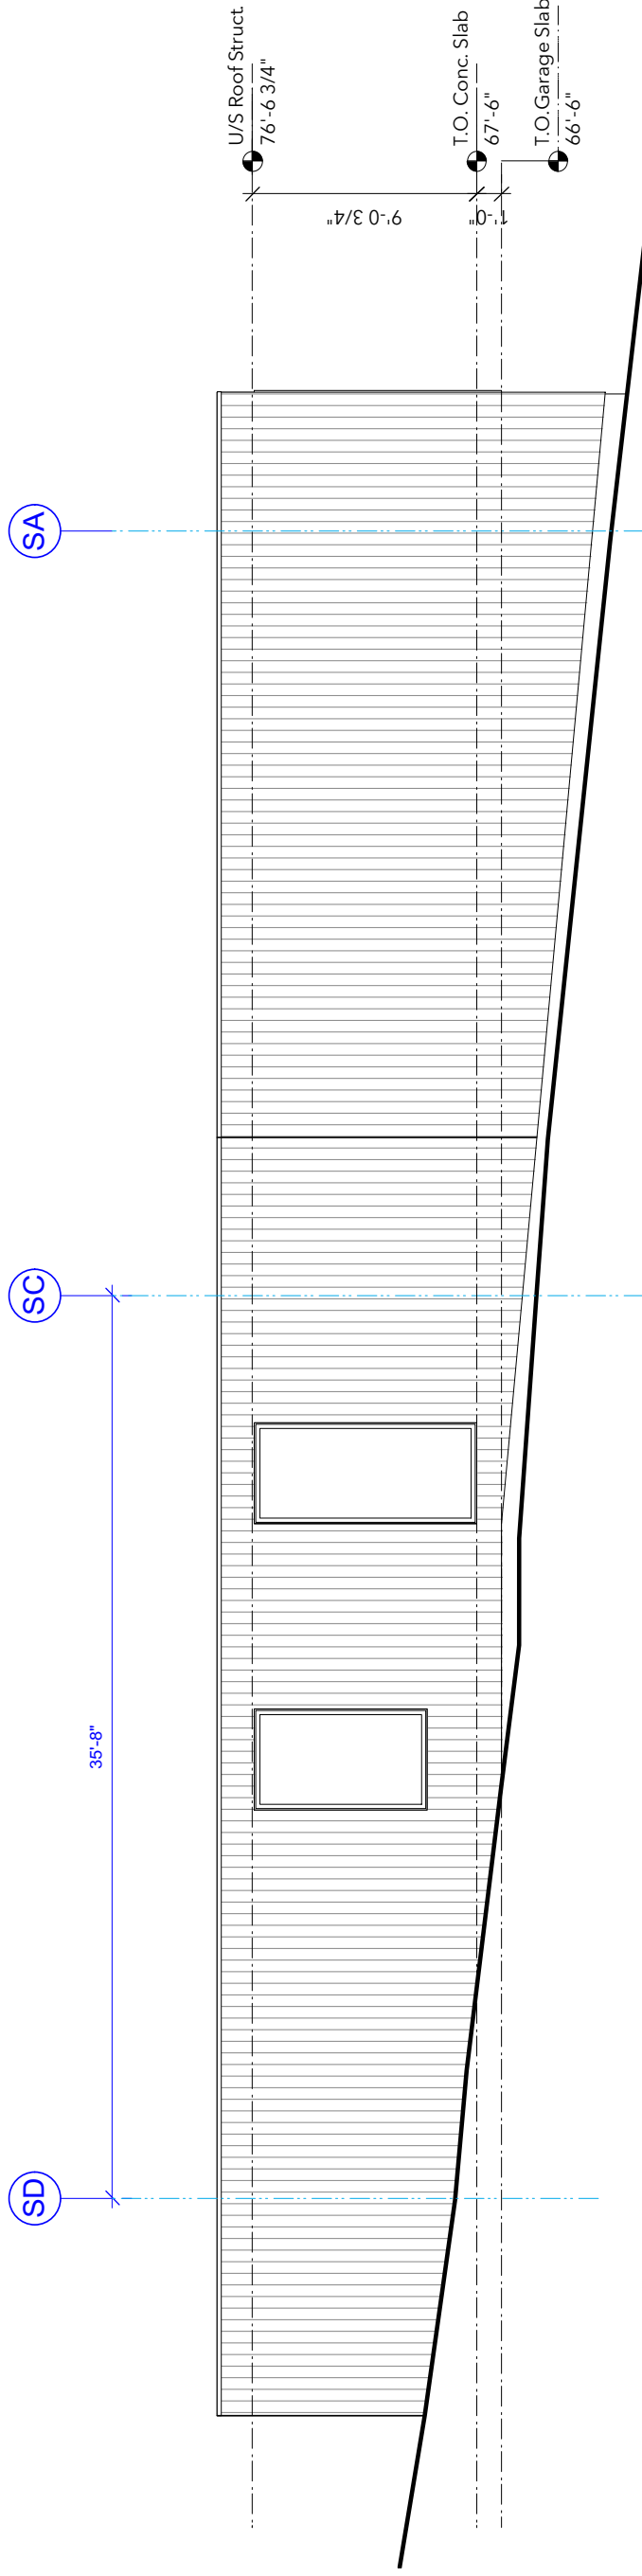 SD
SC
SA
35'-8"
U/S Roof Struct.
76'-6 3/4"
9'-0 3/4"
T.O. Conc. Slab
67'-6"
1'-0"
T.O.Garage Slab
66'-6"